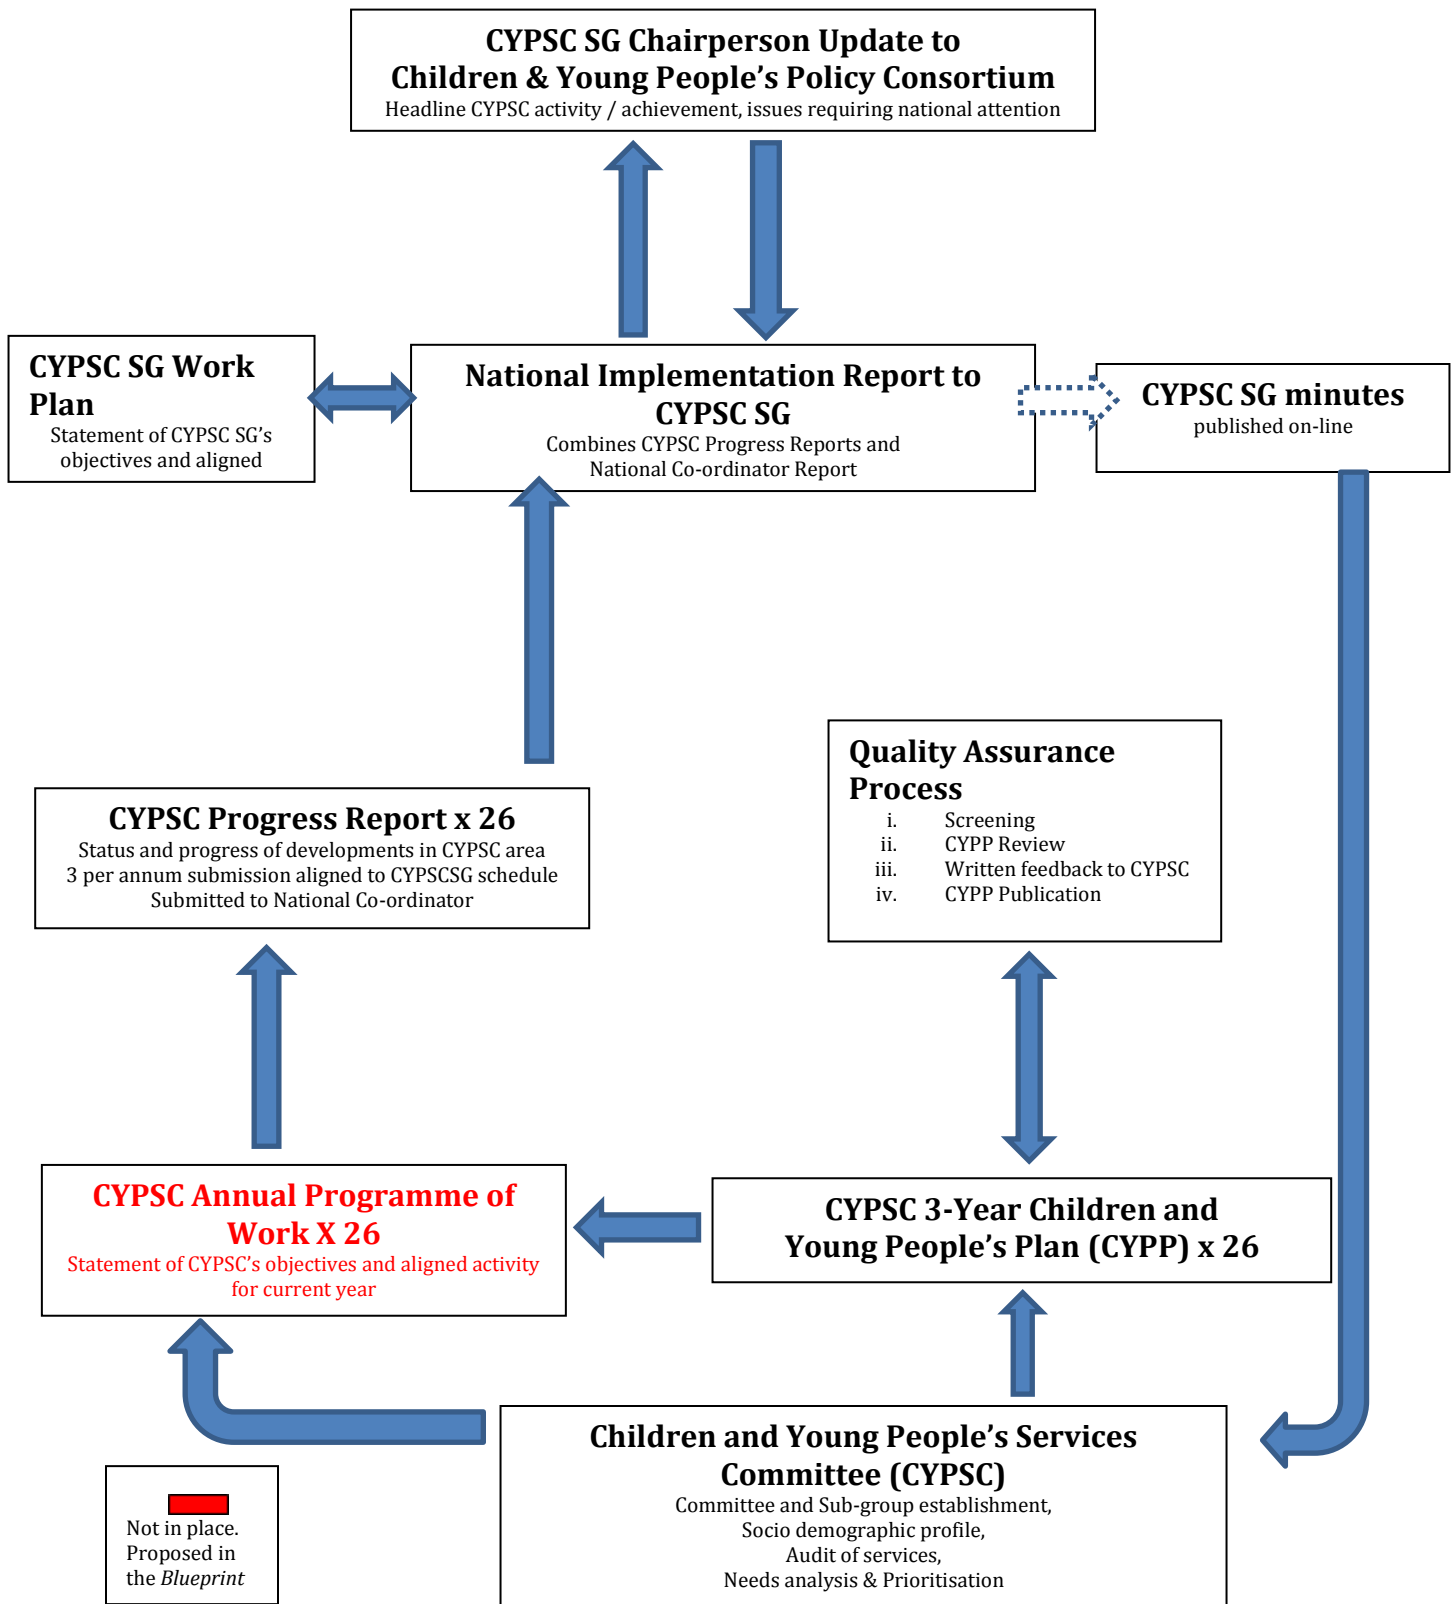 CYPSC SG Chairperson Update to
Children & Young People’s Policy Consortium
Headline CYPSC activity / achievement, issues requiring national attention
CYPSC SG Work
Plan
Statement of CYPSC SG’s
objectives and aligned
National Implementation Report to
CYPSC SG
Combines CYPSC Progress Reports and
National Co-ordinator Report
CYPSC SG minutes
published on-line
Quality Assurance
Process
i. Screening
ii. CYPP Review
iii. Written feedback to CYPSC
iv. CYPP Publication
CYPSC Progress Report x 26
Status and progress of developments in CYPSC area
3 per annum submission aligned to CYPSCSG schedule
Submitted to National Co-ordinator
CYPSC Annual Programme of
Work X 26
Statement of CYPSC’s objectives and aligned activity
for current year
CYPSC 3-Year Children and
Young People’s Plan (CYPP) x 26
Children and Young People’s Services
Committee (CYPSC)
Committee and Sub-group establishment,
Socio demographic profile,
Audit of services,
Needs analysis & Prioritisation
Not in place.
Proposed in
the Blueprint